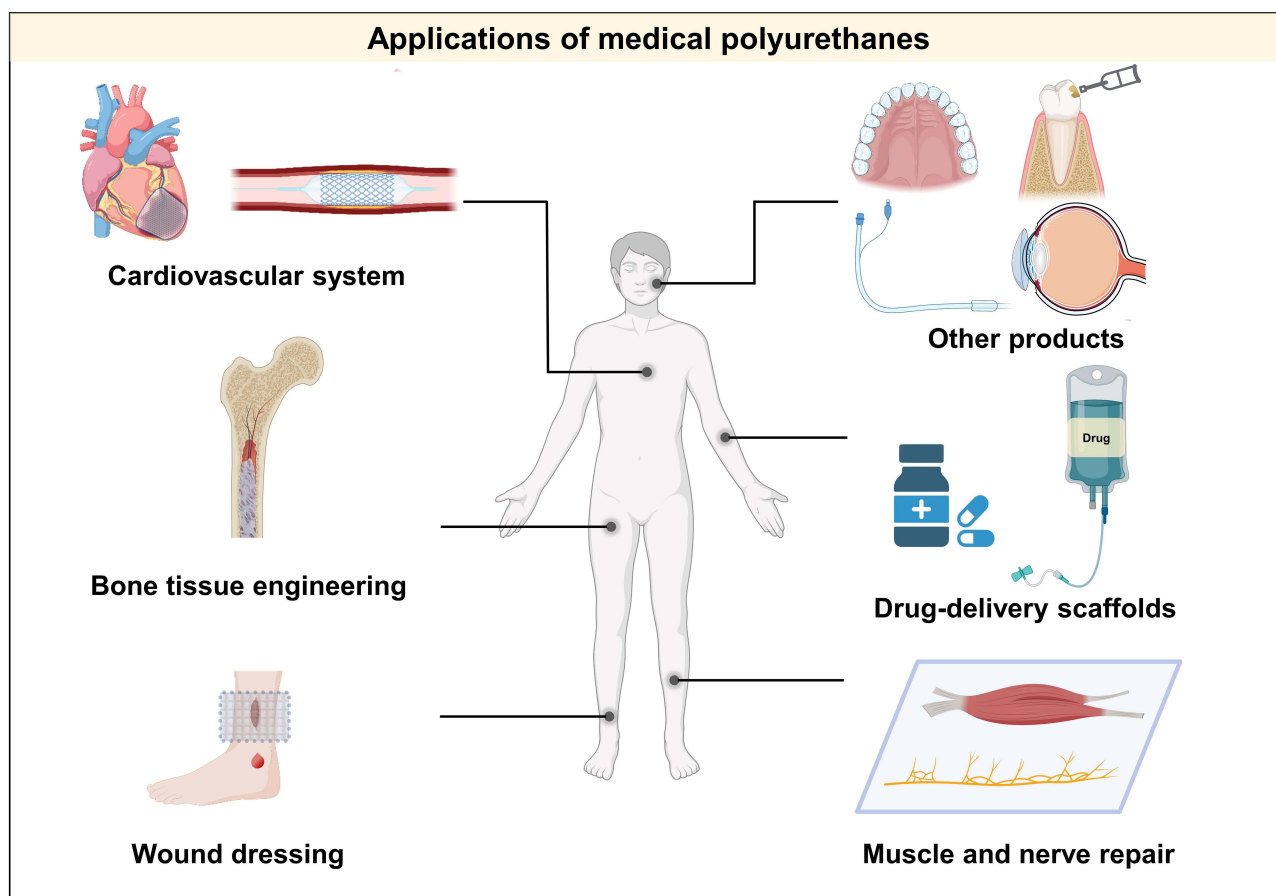 Applications of medical polyurethanes
Cardiovascular system
Other products
Bone tissue engineering
Drug
Drug-delivery scaffolds
Wound dressing
Muscle and nerve repair